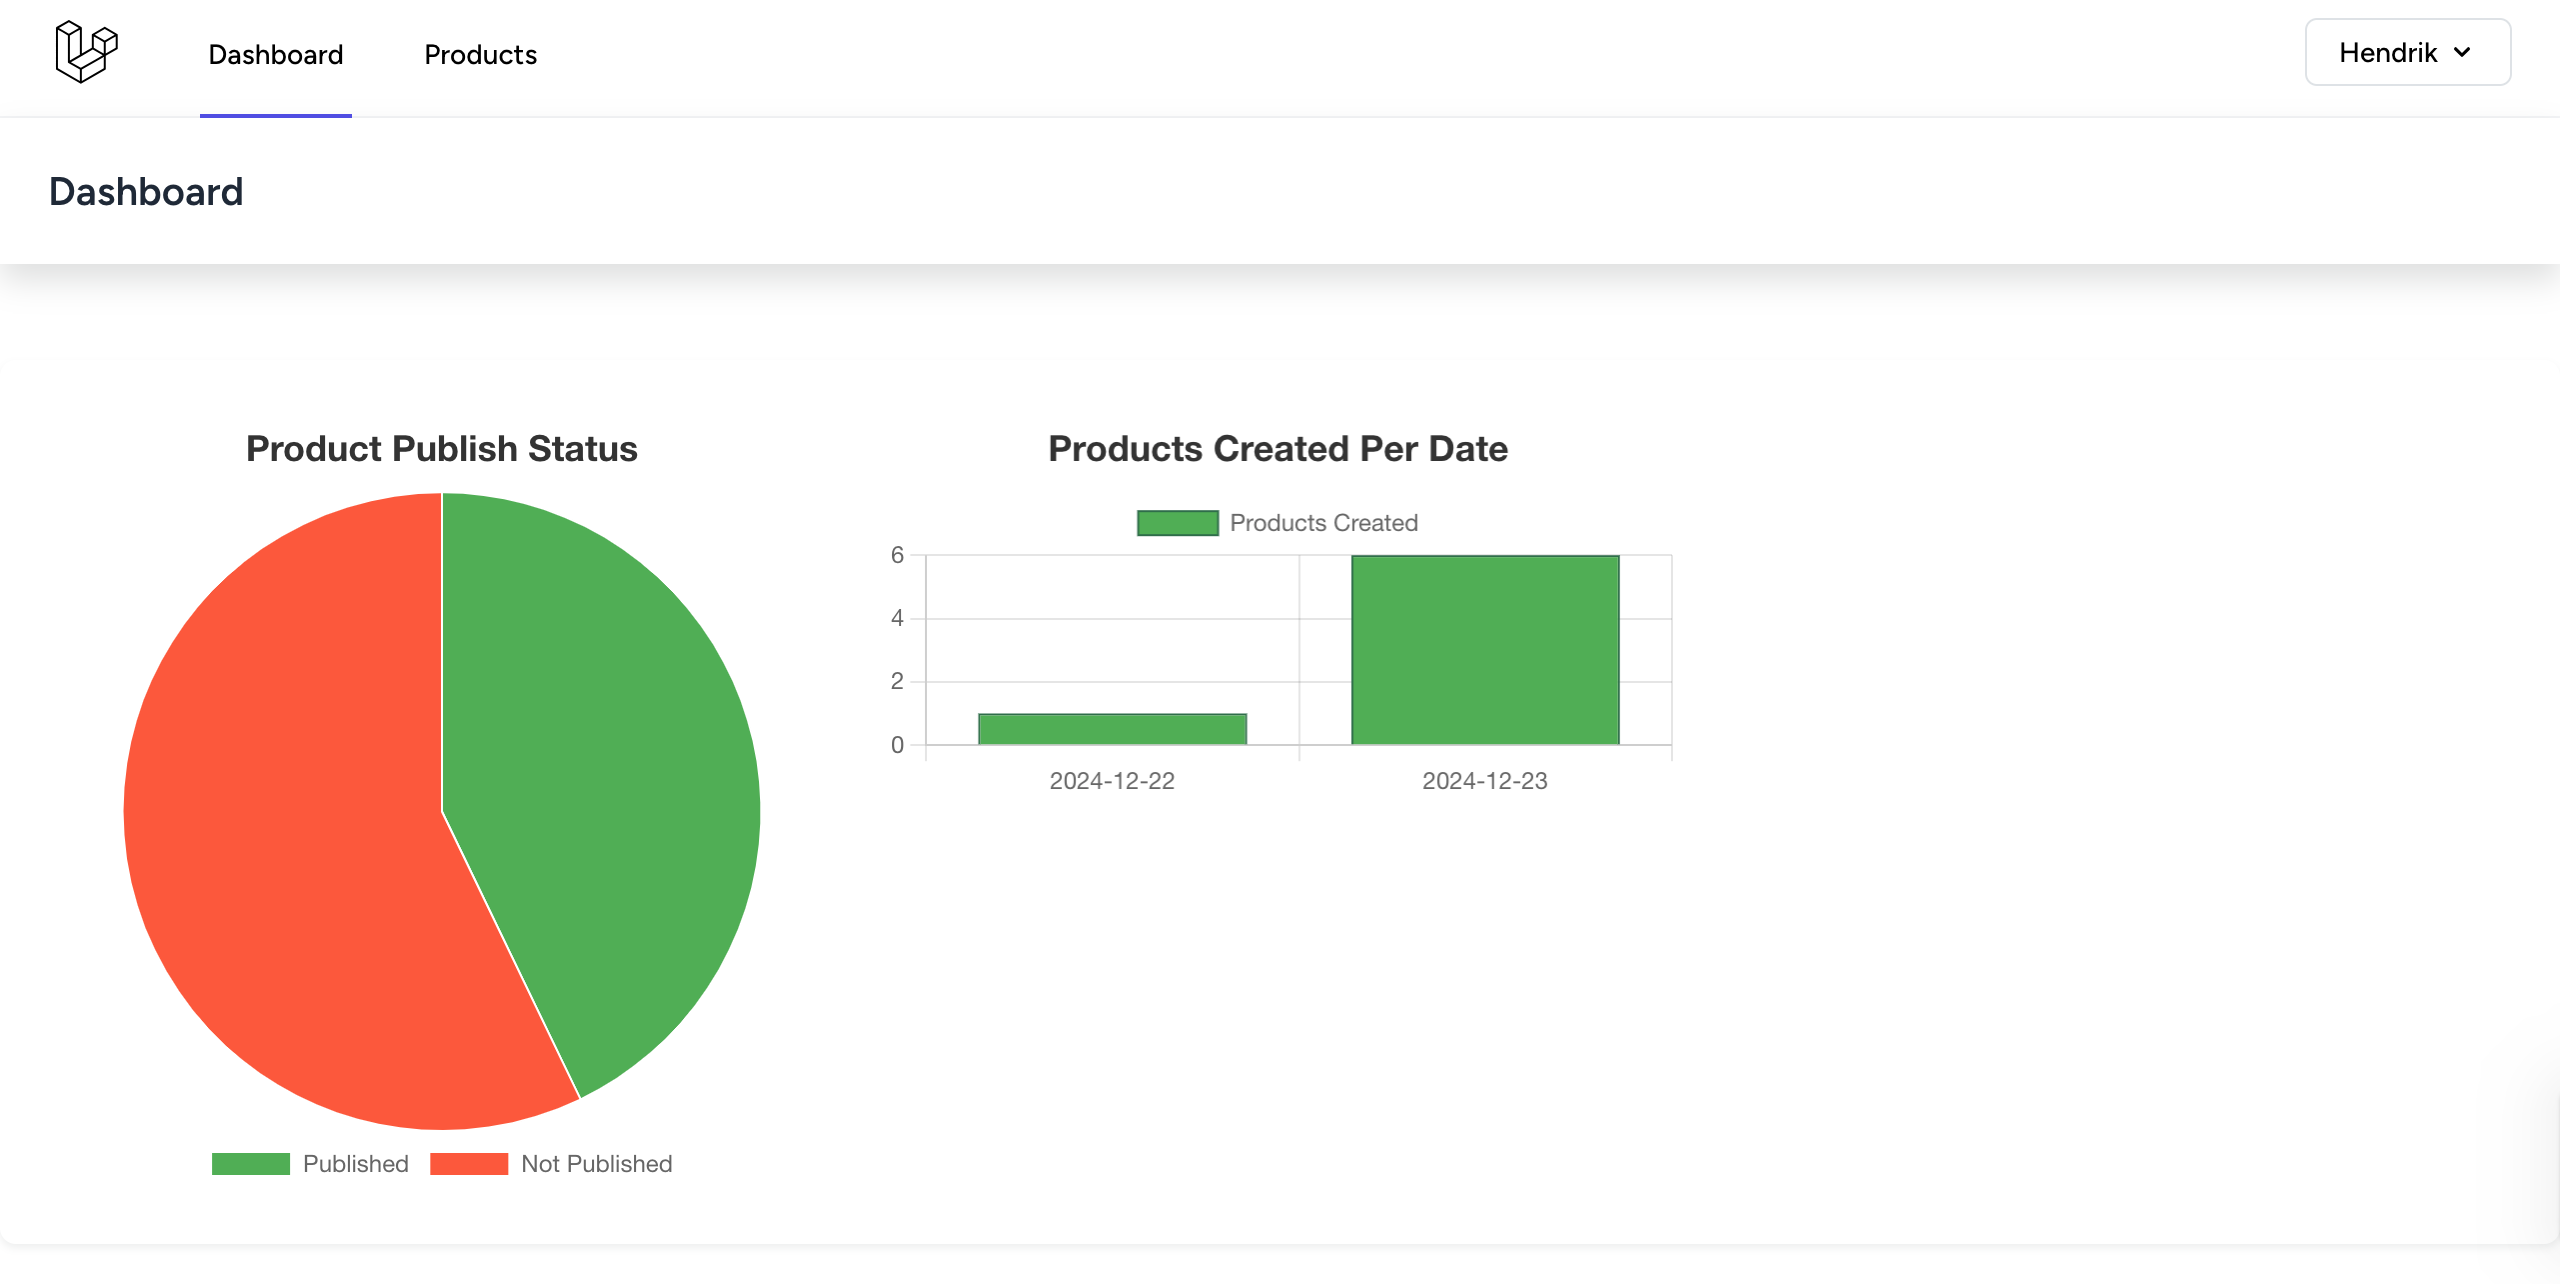 Dashboard
Products
Hendrik
Dashboard
Product Publish Status
Published
Not Published
Products Created Per Date
Products Created
6
4
2
0
2024-12-22
2024-12-23